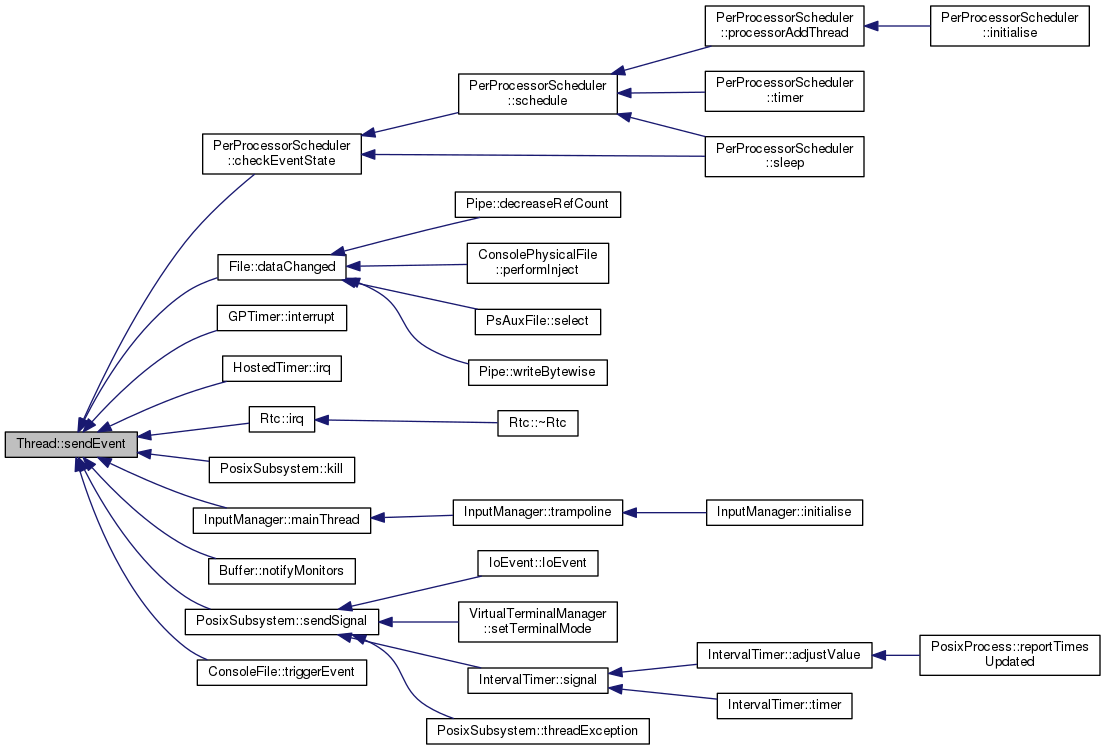 PerProcessorScheduler
::processorAddThread
PerProcessorScheduler
::initialise
PerProcessorScheduler
::schedule
PerProcessorScheduler
::timer
PerProcessorScheduler
::checkEventState
PerProcessorScheduler
::sleep
Pipe::decreaseRefCount
File::dataChanged
ConsolePhysicalFile
::performInject
PsAuxFile::select
GPTimer::interrupt
Pipe::writeBytewise
HostedTimer::irq
Rtc::irq
Rtc::~Rtc
Thread::sendEvent
PosixSubsystem::kill
InputManager::mainThread
InputManager::trampoline
InputManager::initialise
Buffer::notifyMonitors
IoEvent::IoEvent
PosixSubsystem::sendSignal
VirtualTerminalManager
::setTerminalMode
ConsoleFile::triggerEvent
IntervalTimer::signal
IntervalTimer::adjustValue
PosixProcess::reportTimes
Updated
IntervalTimer::timer
PosixSubsystem::threadException